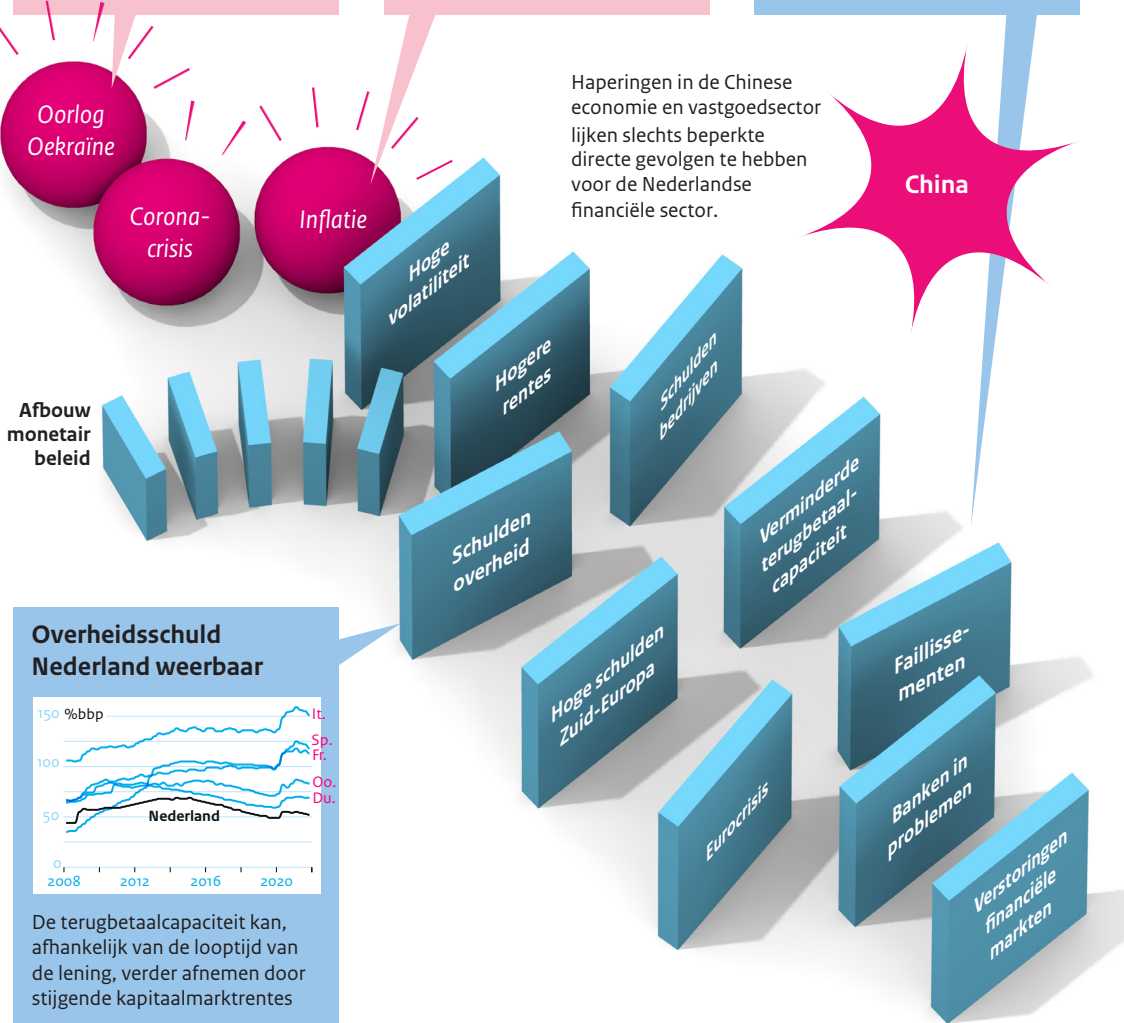 Oorlog
Oekraïne
Corona-
crisis
Inflatie
Haperingen in de Chinese
economie en vastgoedsector
lijken slechts beperkte
directe gevolgen te hebben
voor de Nederlandse
financiële sector.
China
Hoge
volatiliteit
Hogere
rentes
Schulden
bedrijven
Afbouw
monetair
beleid
Schulden
overheid
Verminderde
terugbetaal-
capaciteit
Hoge schulden
Zuid-Europa
Faillisse-
menten
Eurocrisis
Banken in
problemen
Verstoringen
financiële
markten
Overheidsschuld
Nederland weerbaar
150 %bbp
It.
Sp.
Fr.
100
Oo.
Du.
50
Nederland
0
2008 2012 2016 2020
De terugbetaalcapaciteit kan,
afhankelijk van de looptijd van
de lening, verder afnemen door
stijgende kapitaalmarktrentes